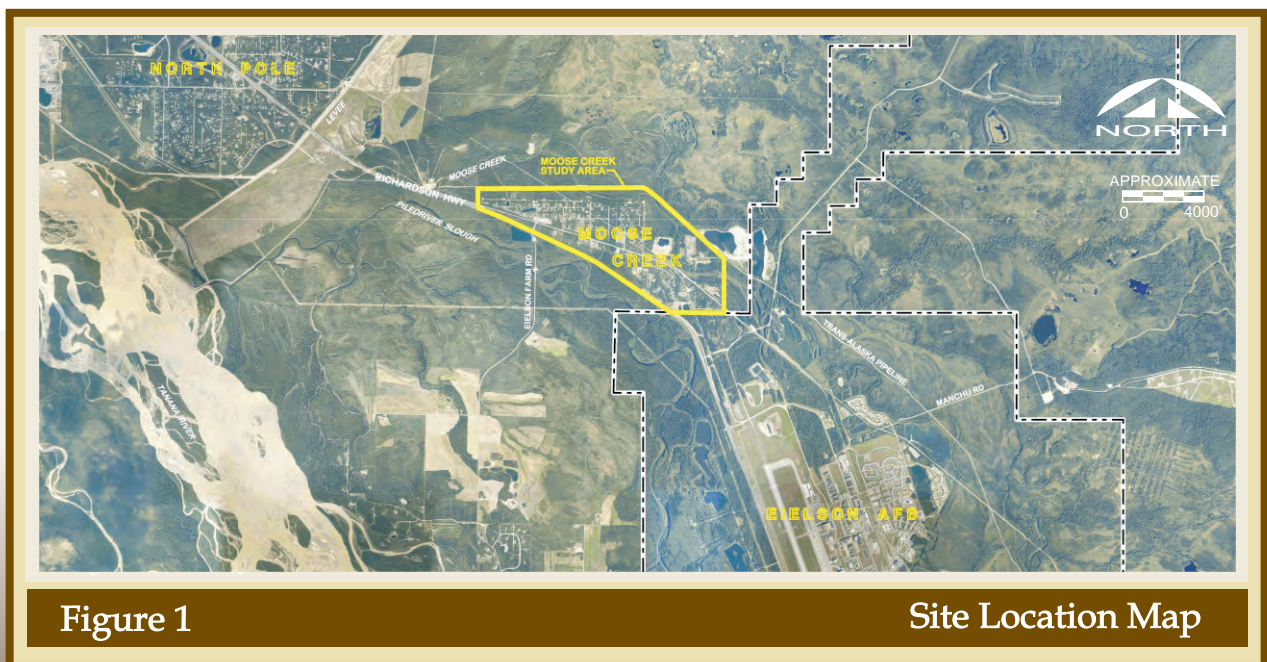 NORTH POLE
LEVEE
NORTH
MOOSE CREEK
MOOSE CREEK
STUDY AREA
RICHARDSON HWY
APPROXIMATE
0 4000'
PILEDRIVER SLOUGH
MOOSE
CREEK
EIELSON FARM RD
TRANS-ALASKA PIPELINE
MANCHU RD
TANANA RIVER
EIELSON AFB
Figure 1
Site Location Map